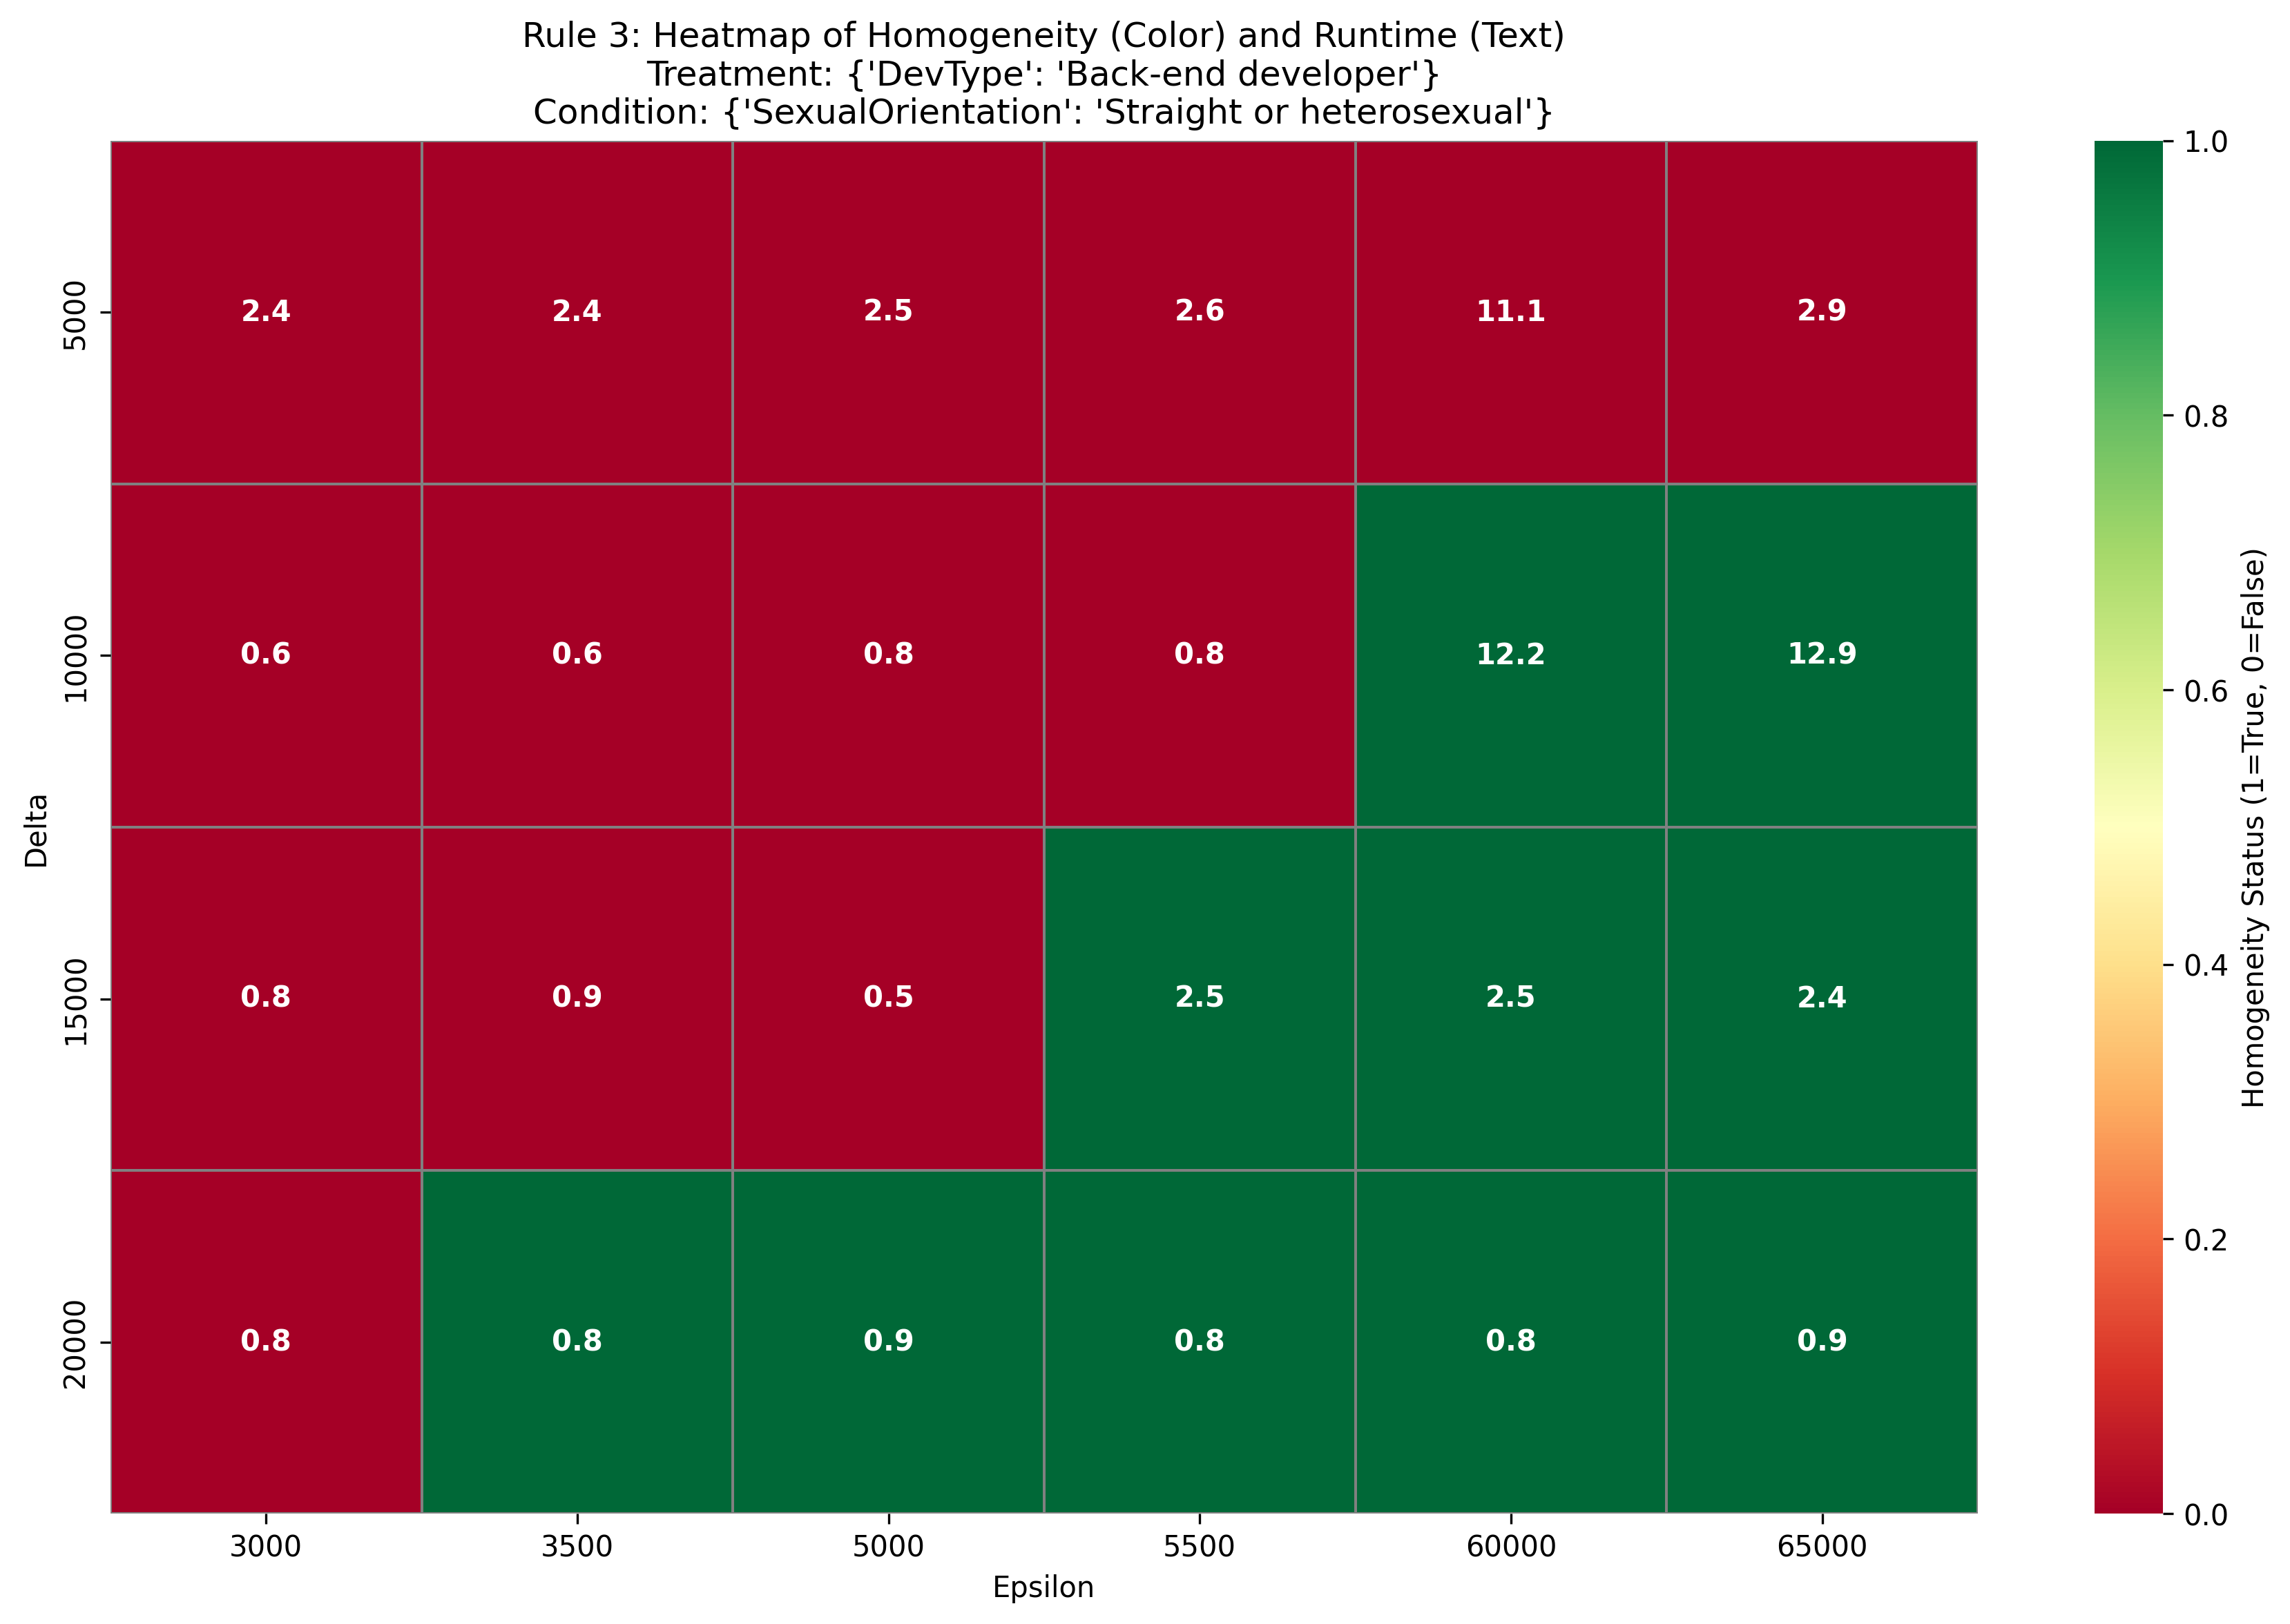 Rule 3: Heatmap of Homogeneity (Color) and Runtime (Text)
Treatment: {'DevType': 'Back-end developer'}
Condition: {'SexualOrientation': 'Straight or heterosexual'}
Delta
5000
2.4 2.4 2.5 2.6 11.1 2.9
10000
0.6 0.6 0.8 0.8 12.2 12.9
15000
0.8 0.9 0.5 2.5 2.5 2.4
20000
0.8 0.8 0.9 0.8 0.8 0.9
3000 3500 5000 5500 60000 65000
Epsilon
1.0
0.8
0.6
0.4
0.2
0.0
Homogeneity Status (1=True, 0=False)